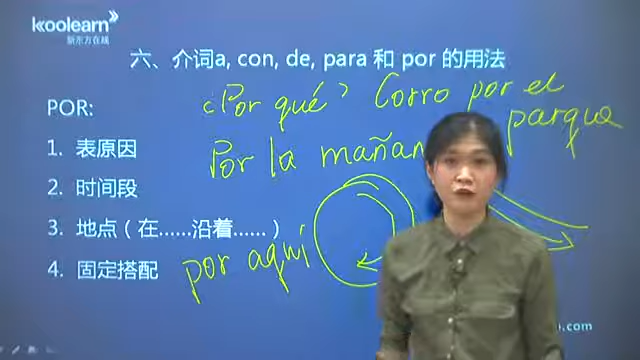 koolearn
新东方在线
六、介词a, con, de, para 和 por 的用法
¿Por qué? Corro por el
parque
POR:
Por la mañan
1. 表原因
2. 时间段
3. 地点（在……沿着……）
4. 固定搭配
por aquí
.com